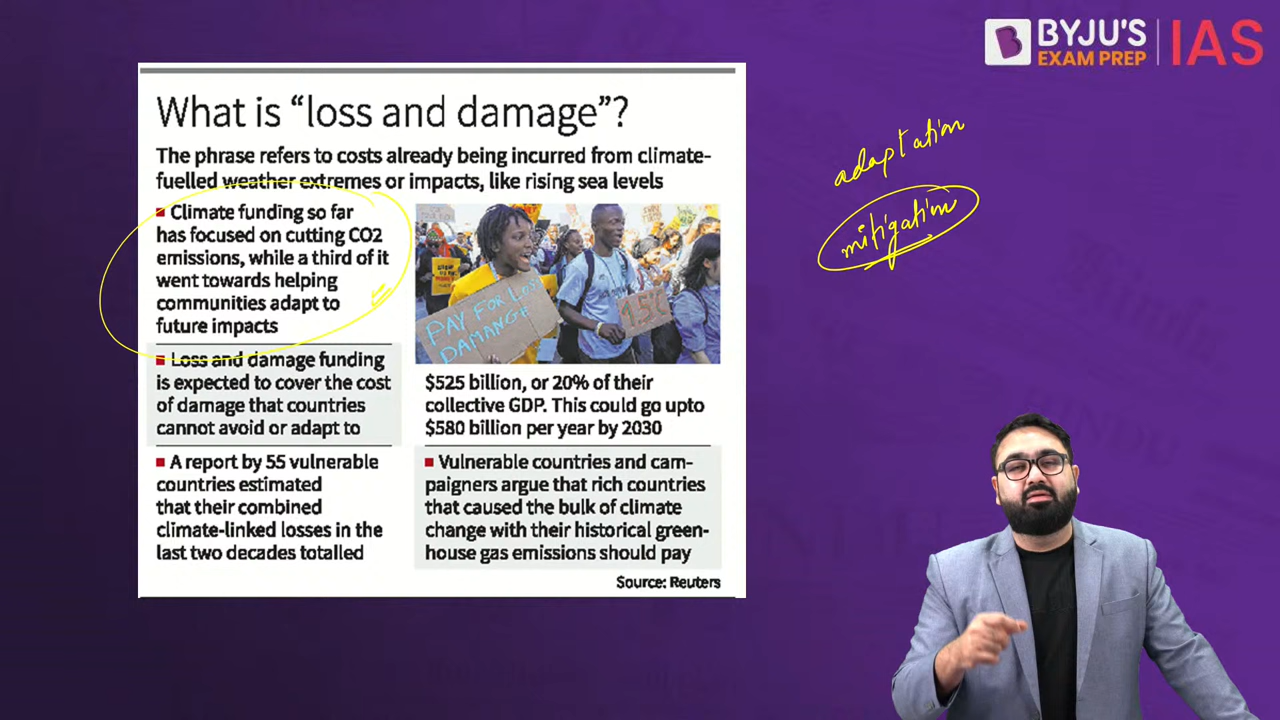 BYJU'S
EXAM PREP
IAS
What is “loss and damage”?
The phrase refers to costs already being incurred from climate-
fuelled weather extremes or impacts, like rising sea levels
Climate funding so far
has focused on cutting CO2
emissions, while a third of it
went towards helping
communities adapt to
future impacts
Loss and damage funding
is expected to cover the cost
of damage that countries
cannot avoid or adapt to
A report by 55 vulnerable
countries estimated
that their combined
climate-linked losses in the
last two decades totalled
PAY FOR LOSS
DAMANGE
1.5°C
$525 billion, or 20% of their
collective GDP. This could go upto
$580 billion per year by 2030
Vulnerable countries and cam-
paigners argue that rich countries
that caused the bulk of climate
change with their historical green-
house gas emissions should pay
Source: Reuters
adaptation
mitigation